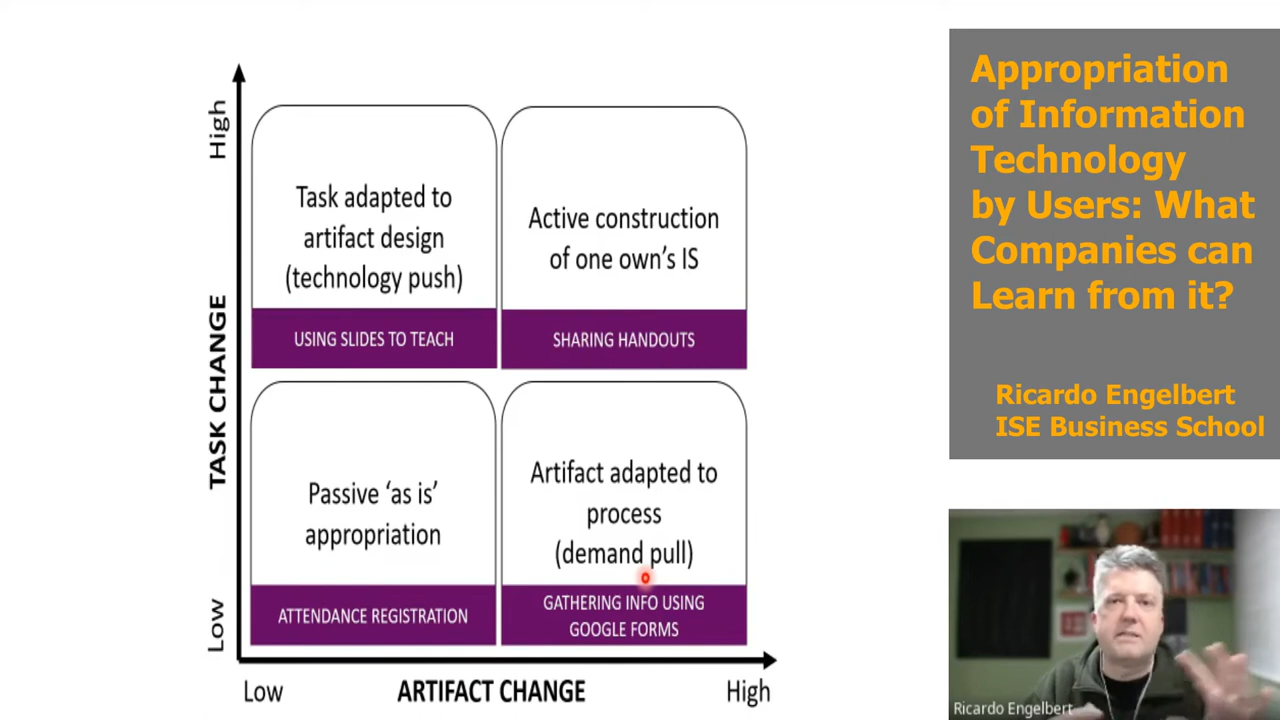 High
Task adapted to
artifact design
(technology push)
USING SLIDES TO TEACH
Active construction
of one own’s IS
SHARING HANDOUTS
TASK CHANGE
Passive ‘as is’
appropriation
ATTENDANCE REGISTRATION
Artifact adapted to
process
(demand pull)
GATHERING INFO USING
GOOGLE FORMS
Low
Low
ARTIFACT CHANGE
High
Appropriation
of Information
Technology
by Users: What
Companies can
Learn from it?
Ricardo Engelbert
ISE Business School
Ricardo Engelbert